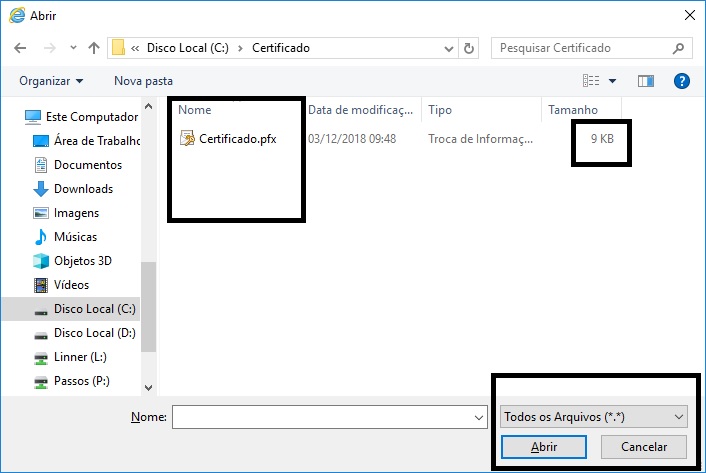 Abrir
« Disco Local (C:) › Certificado
Pesquisar Certificado
Organizar
Nova pasta
Nome Data de modificaç... Tipo Tamanho
Certificado.pfx 03/12/2018 09:48 Troca de Informaç... 9 KB
Este Computador
Área de Trabalho
Documentos
Downloads
Imagens
Músicas
Objetos 3D
Vídeos
Disco Local (C:)
Disco Local (D:)
Linner (L:)
Passos (P:)
Nome:
Todos os Arquivos (*.*)
Abrir Cancelar